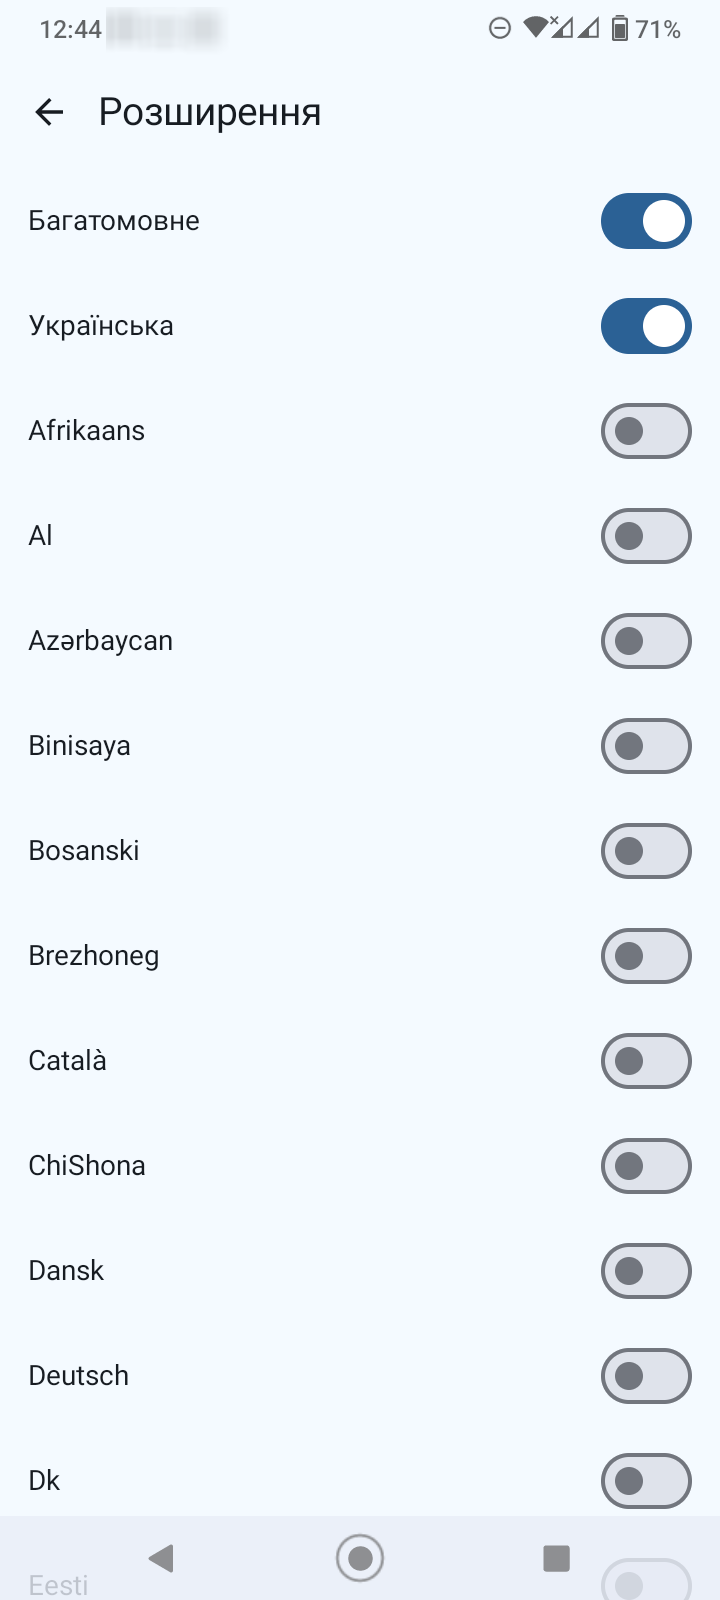 12:44 71%
Розширення
Багатомовне
Українська
Afrikaans
Al
Azərbaycan
Binisaya
Bosanski
Brezhoneg
Català
ChiShona
Dansk
Deutsch
Dk
Eesti